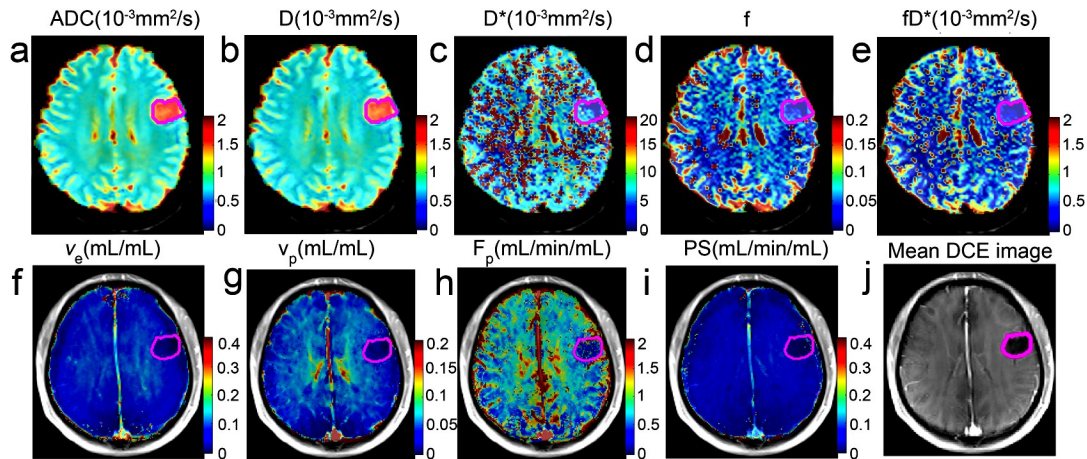 ADC(10⁻³mm²/s) D(10⁻³mm²/s) D*(10⁻³mm²/s) f fD*(10⁻³mm²/s)
a b c d e
2 2 20 0.2 2
1.5 1.5 15 0.15 1.5
1 1 10 0.1 1
0.5 0.5 5 0.05 0.5
0 0 0 0 0
vₑ(mL/mL) vₚ(mL/mL) Fₚ(mL/min/mL) PS(mL/min/mL) Mean DCE image
f g h i j
0.4 0.2 2 0.4
0.3 0.15 1.5 0.3
0.2 0.1 1 0.2
0.1 0.05 0.5 0.1
0 0 0 0